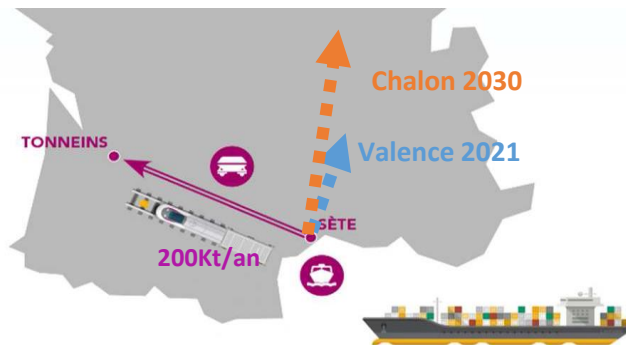 Chalon 2030
TONNEINS
Valence 2021
SÈTE
200Kt/an